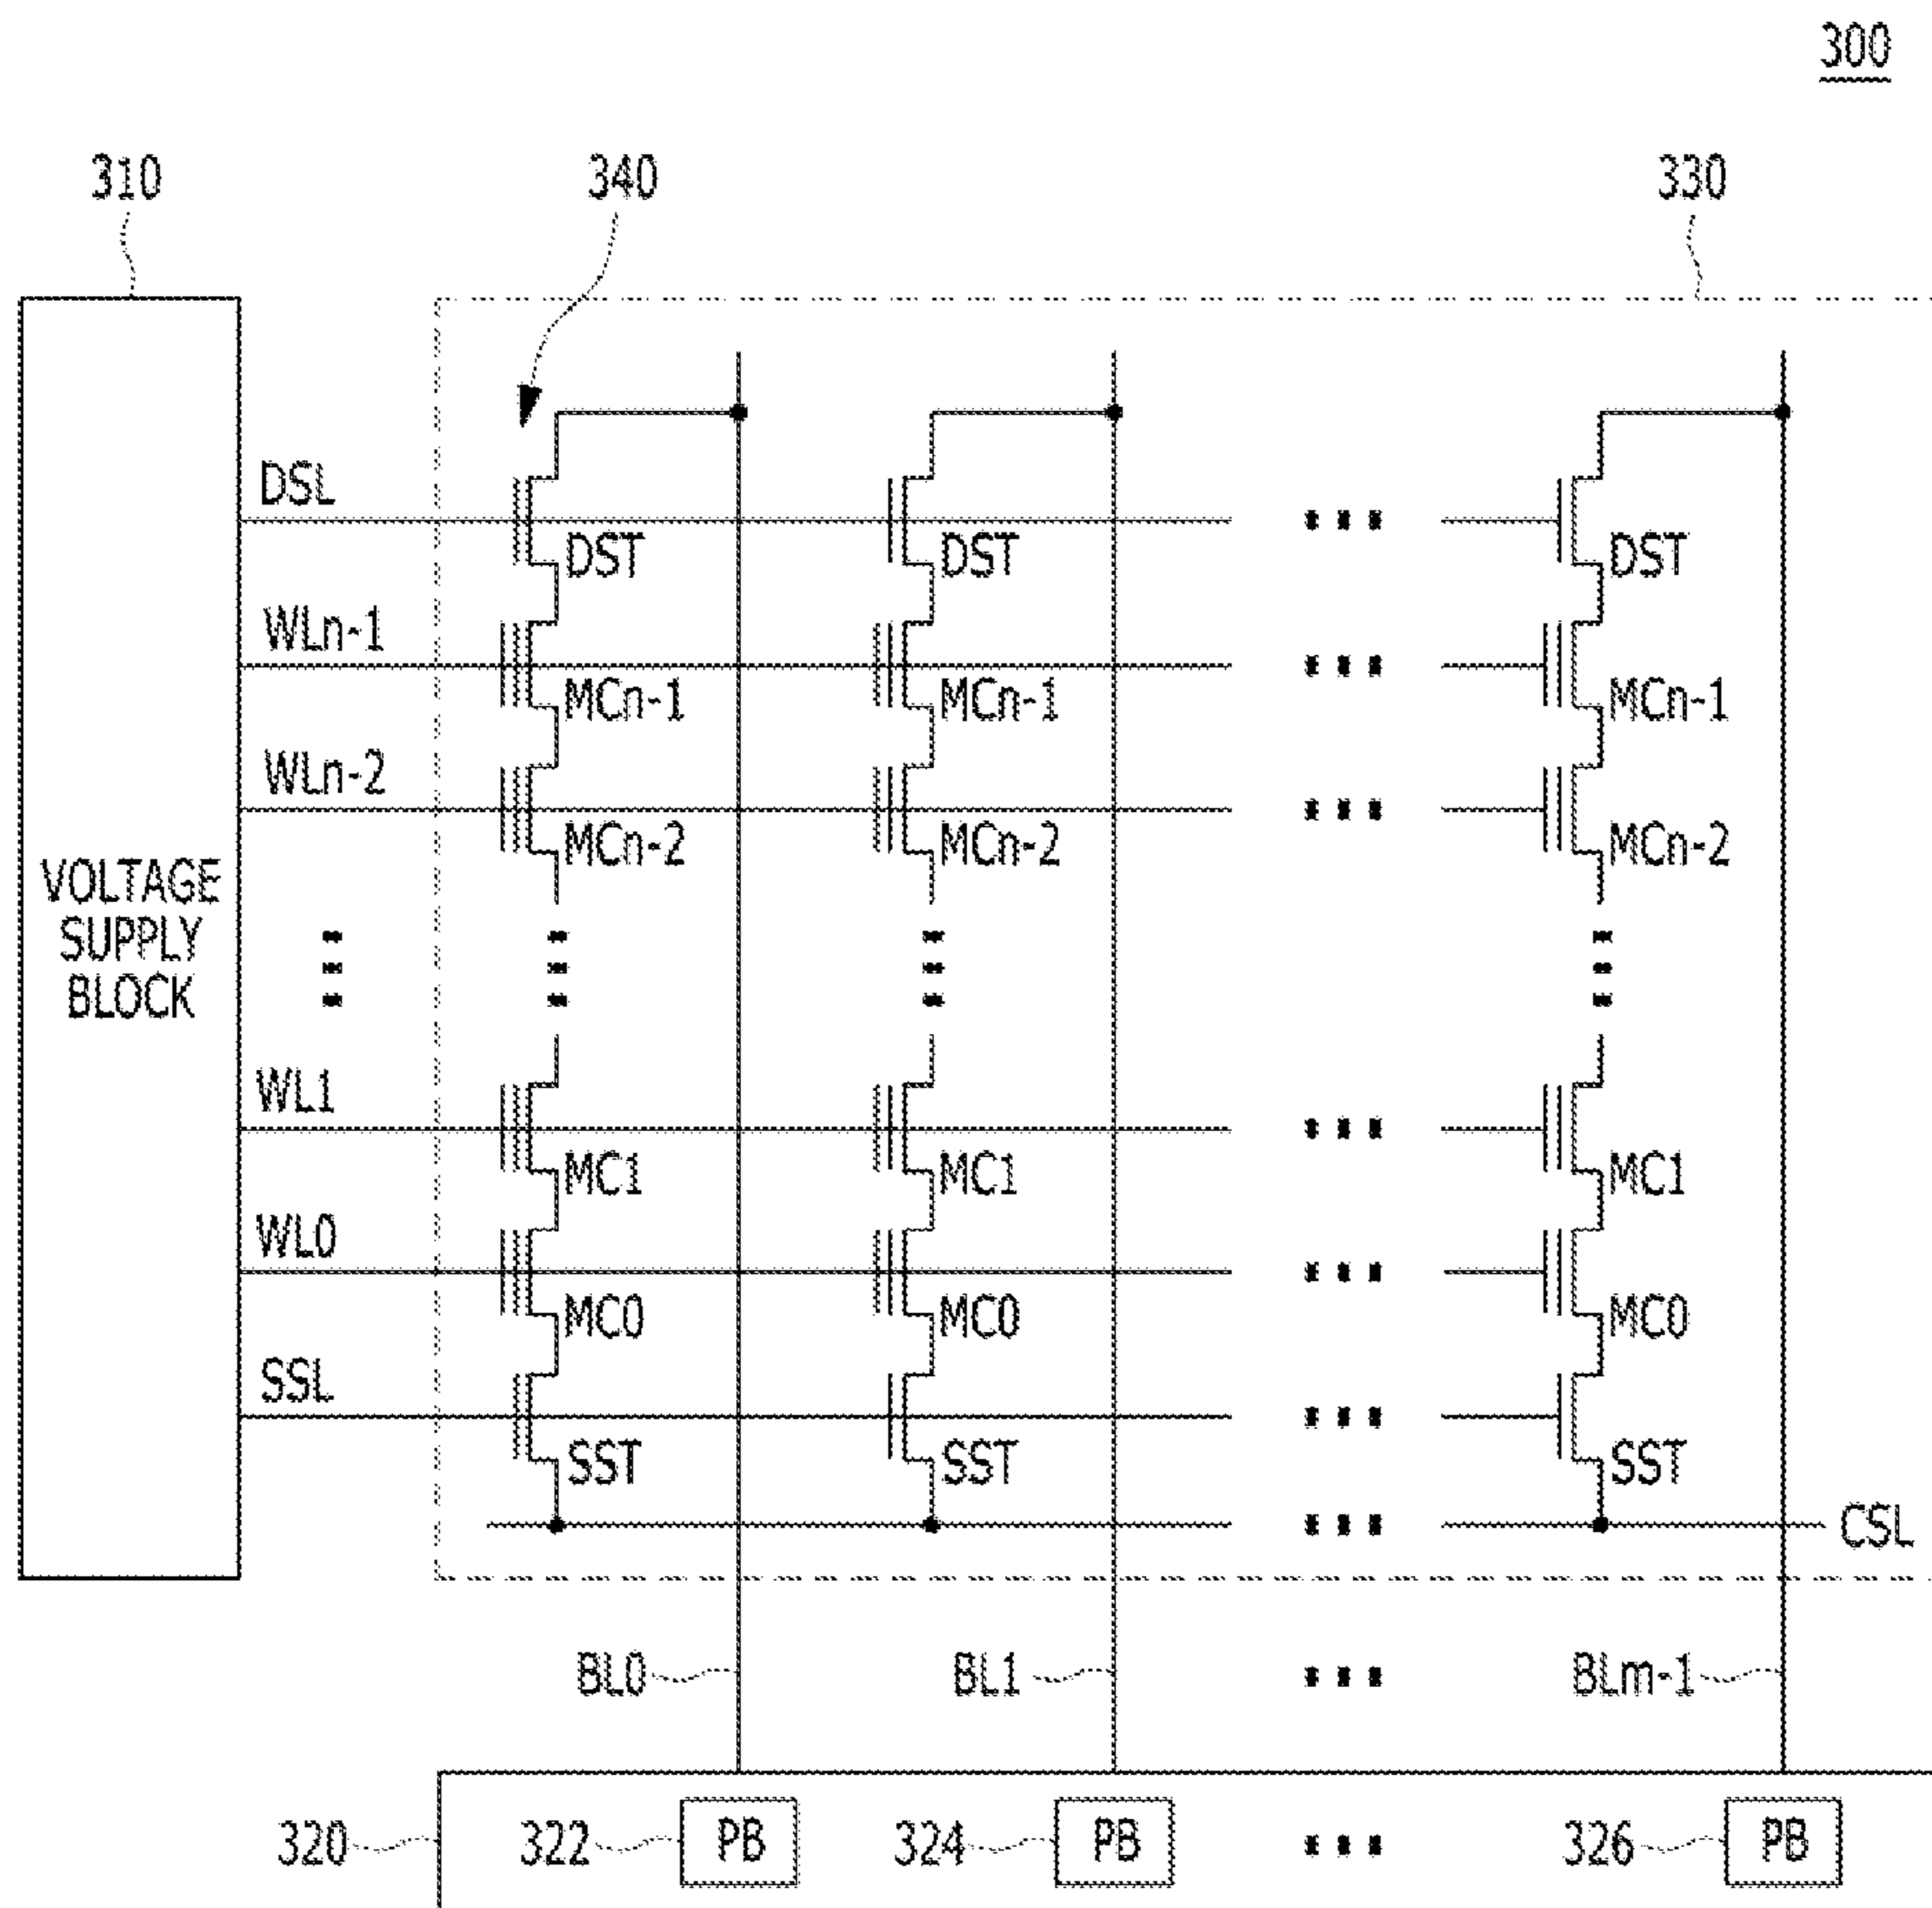 300
310 340 330
DSL
DST DST DST
WLn-1
MCn-1 MCn-1 MCn-1
WLn-2
MCn-2 MCn-2 MCn-2
VOLTAGE
SUPPLY
BLOCK
WL1
MC1 MC1 MC1
WL0
MC0 MC0 MC0
SSL
SST SST SST
CSL
BL0 BL1 BLm-1
320 322 PB 324 PB 326 PB